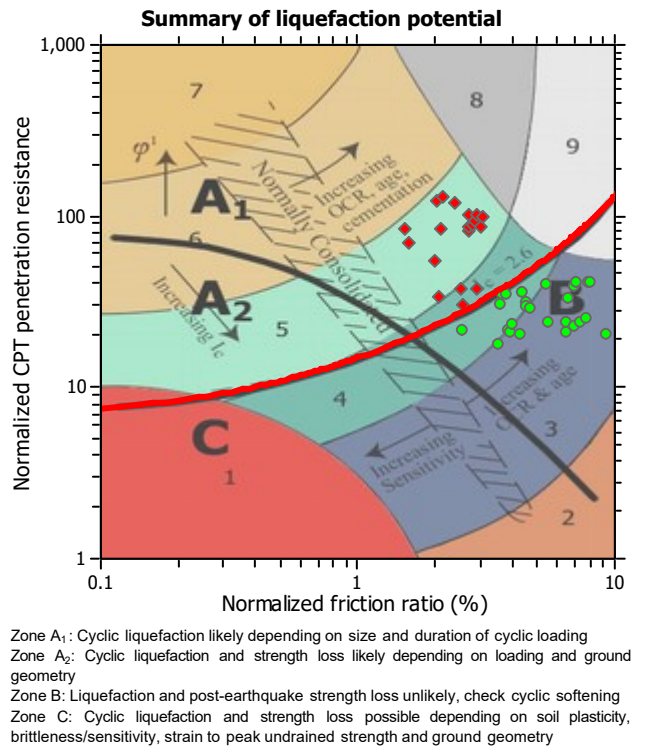 Summary of liquefaction potential
1,000
100
10
1
Normalized CPT penetration resistance
0.1
1
10
Normalized friction ratio (%)
7
8
9
φ'
Increasing
OCR, age,
cementation
A1
Normally Consolidated
6
A2
Increasing Ic
Ic = 2.6
B
5
4
Increasing
OCR & age
3
C
1
Increasing
Sensitivity
2
Zone A1: Cyclic liquefaction likely depending on size and duration of cyclic loading
Zone A2: Cyclic liquefaction and strength loss likely depending on loading and ground
geometry
Zone B: Liquefaction and post-earthquake strength loss unlikely, check cyclic softening
Zone C: Cyclic liquefaction and strength loss possible depending on soil plasticity,
brittleness/sensitivity, strain to peak undrained strength and ground geometry